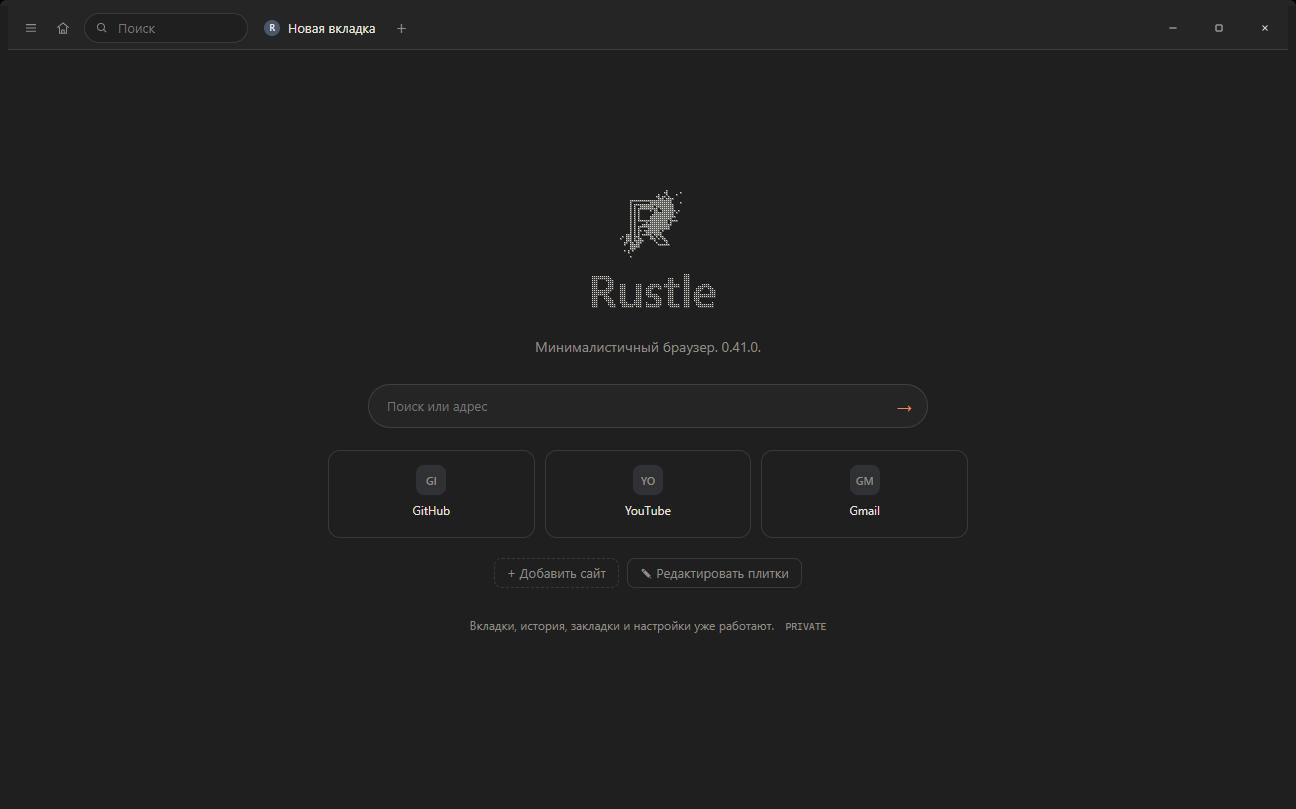 Поиск
R
Новая вкладка
R
Rustle
Минималистичный браузер. 0.41.0.
Поиск или адрес
→
GI
YO
GM
GitHub
YouTube
Gmail
+ Добавить сайт
Редактировать плитки
Вкладки, история, закладки и настройки уже работают. PRIVATE